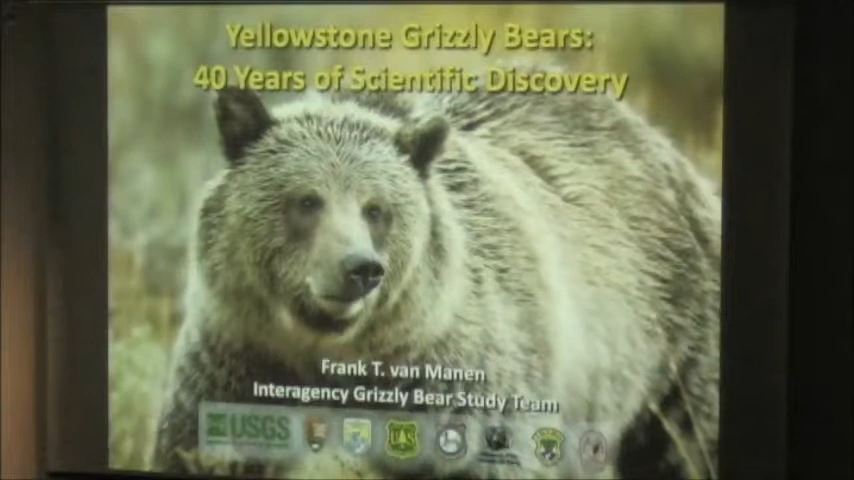 Yellowstone Grizzly Bears:
40 Years of Scientific Discovery
Frank T. van Manen
Interagency Grizzly Bear Study Team
USGS